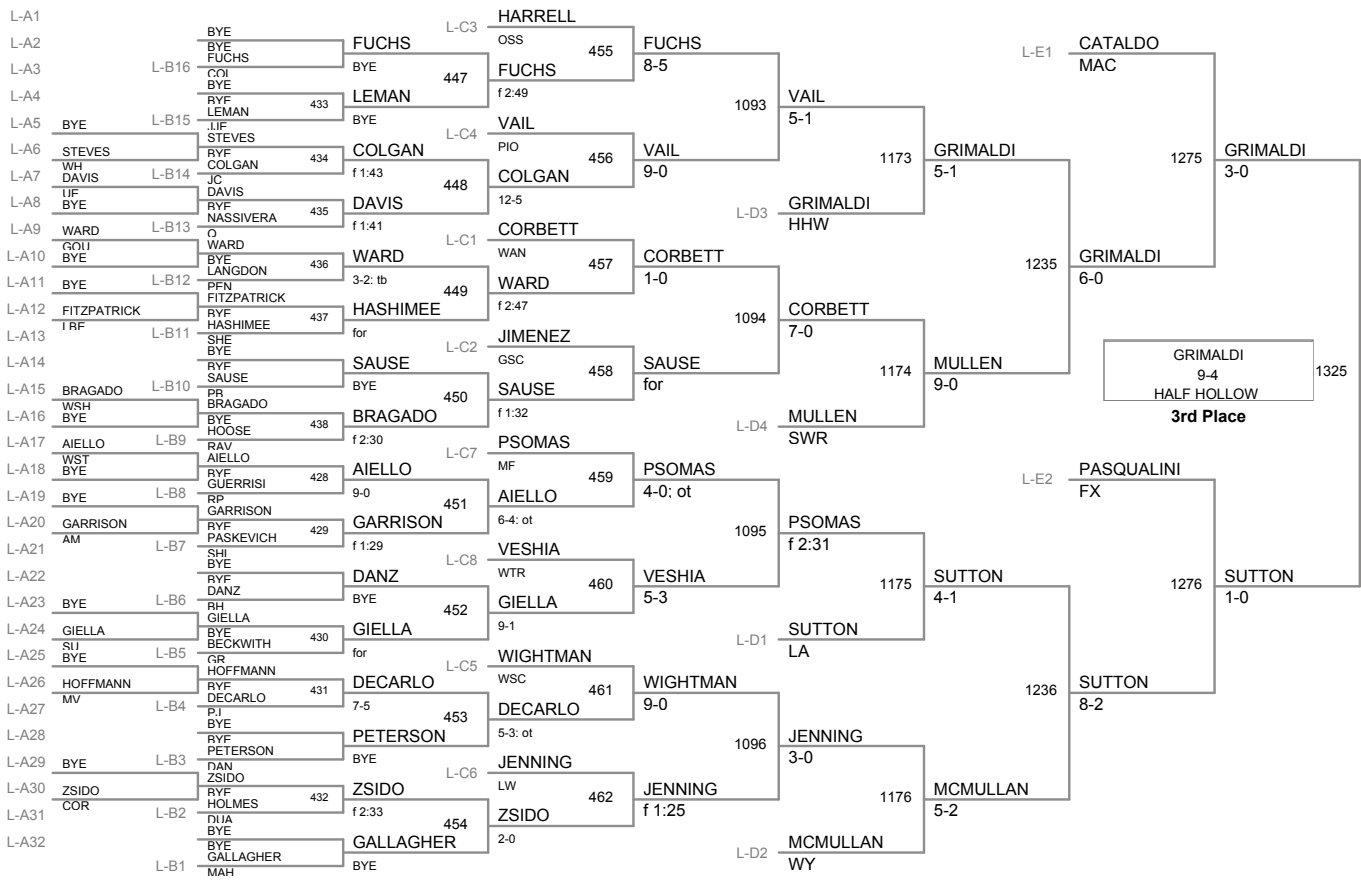 L-A1
L-A2
L-A3
L-A4
L-A5
L-A6
L-A7
L-A8
L-A9
L-A10
L-A11
L-A12
L-A13
L-A14
L-A15
L-A16
L-A17
L-A18
L-A19
L-A20
L-A21
L-A22
L-A23
L-A24
L-A25
L-A26
L-A27
L-A28
L-A29
L-A30
L-A31
L-A32
BYE
STEVES
WH
DAVIS
BYE
WARD
GOU
BYE
BYE
FITZPATRICK
BRAGADO
WSH
BYE
AIELLO
WST
BYE
BYE
GARRISON
AM
BYE
GIELLA
SU
BYE
HOFFMANN
MV
BYE
ZSIDO
COR
L-B16
L-B15
L-B14
L-B13
L-B12
L-B11
L-B10
L-B9
L-B8
L-B7
L-B6
L-B5
L-B4
L-B3
L-B2
L-B1
BYE
BYE
FUCHS
COL
BYE
BYE
LEMAN
433
STEVES
BYE
COLGAN
434
JC
DAVIS
BYE
NASSIVERA
435
WARD
BYE
LANGDON
436
PEN
FITZPATRICK
BYE
HASHIMEE
437
SHE
BYE
BYE
SAUSE
PB
BRAGADO
BYE
HOOSE
438
RAV
AIELLO
BYE
GUERRISI
428
RP
GARRISON
BYE
PASKEVICH
429
SHI
BYE
BYE
DANZ
BH
GIELLA
BYE
BECKWITH
430
GR
HOFFMANN
BYE
DECARLO
431
PJ
BYE
BYE
PETERSON
DAN
ZSIDO
BYE
HOLMES
432
DUA
BYE
BYE
GALLAGHER
MAH
FUCHS
BYE
447
LEMAN
BYE
COLGAN
f 1:43
448
DAVIS
f 1:41
WARD
3-2: tb
449
HASHIMEE
for
SAUSE
BYE
450
BRAGADO
f 2:30
AIELLO
9-0
451
GARRISON
f 1:29
DANZ
BYE
452
GIELLA
for
DECARLO
7-5
453
PETERSON
BYE
ZSIDO
f 2:33
454
GALLAGHER
BYE
L-C3
HARRELL
OSS
455
FUCHS
f 2:49
L-C4
VAIL
PIO
456
COLGAN
12-5
L-C1
CORBETT
WAN
457
WARD
f 2:47
L-C2
JIMENEZ
GSC
458
SAUSE
f 1:32
L-C7
PSOMAS
MF
459
AIELLO
6-4: ot
L-C8
VESHIA
WTR
460
GIELLA
9-1
L-C5
WIGHTMAN
WSC
461
DECARLO
5-3: ot
L-C6
JENNING
LW
462
ZSIDO
2-0
FUCHS
8-5
1093
VAIL
9-0
CORBETT
1-0
1094
SAUSE
for
PSOMAS
4-0: ot
1095
VESHIA
5-3
WIGHTMAN
9-0
1096
JENNING
f 1:25
VAIL
5-1
1173
L-D3
GRIMALDI
HHW
CORBETT
7-0
1174
L-D4
MULLEN
SWR
PSOMAS
f 2:31
1175
L-D1
SUTTON
LA
JENNING
3-0
1176
L-D2
MCMULLAN
WY
GRIMALDI
5-1
1235
MULLEN
9-0
SUTTON
4-1
1236
MCMULLAN
5-2
L-E1
CATALDO
MAC
1275
GRIMALDI
6-0
L-E2
PASQUALINI
FX
1276
SUTTON
8-2
GRIMALDI
3-0
SUTTON
1-0
GRIMALDI
9-4
HALF HOLLOW
1325
3rd Place